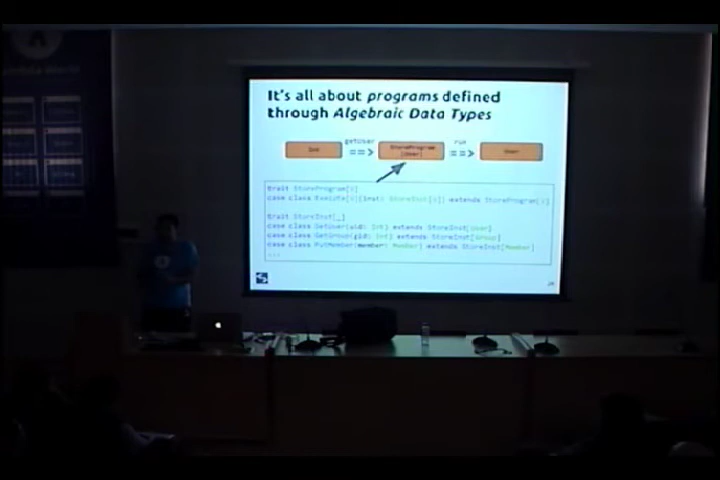 It's all about programs defined
through Algebraic Data Types
getUser
run
Int
==>
StoreProgram
[User]
==>
User
trait StoreProgram[U]
case class Execute[U](inst: StoreInst[U]) extends StoreProgram[U]
trait StoreInst[_]
case class GetUser(uid: Int) extends StoreInst[User]
case class GetGroup(gid: Int) extends StoreInst[Group]
case class PutMember(member: Member) extends StoreInst[Member]
...